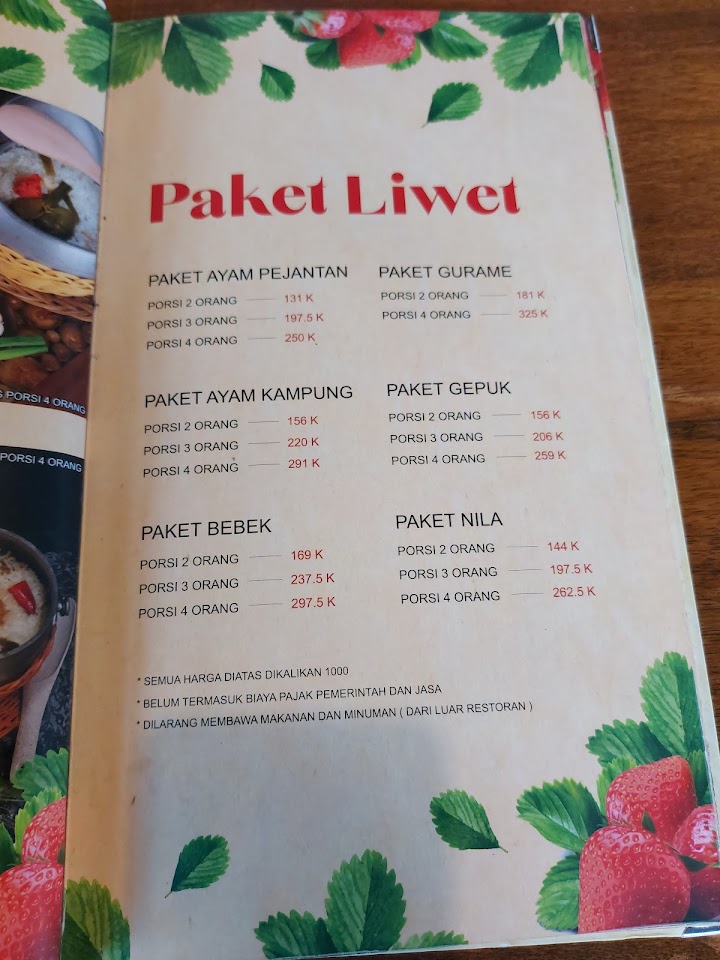 Paket Liwet
PAKET AYAM PEJANTAN
PORSI 2 ORANG 131 K
PORSI 3 ORANG 197.5 K
PORSI 4 ORANG 250 K
PAKET GURAME
PORSI 2 ORANG 181 K
PORSI 4 ORANG 325 K
PAKET AYAM KAMPUNG
PORSI 2 ORANG 156 K
PORSI 3 ORANG 220 K
PORSI 4 ORANG 291 K
PAKET GEPUK
PORSI 2 ORANG 156 K
PORSI 3 ORANG 206 K
PORSI 4 ORANG 259 K
PAKET BEBEK
PORSI 2 ORANG 169 K
PORSI 3 ORANG 237.5 K
PORSI 4 ORANG 297.5 K
PAKET NILA
PORSI 2 ORANG 144 K
PORSI 3 ORANG 197.5 K
PORSI 4 ORANG 262.5 K
* SEMUA HARGA DIATAS DIKALIKAN 1000
* BELUM TERMASUK BIAYA PAJAK PEMERINTAH DAN JASA
* DILARANG MEMBAWA MAKANAN DAN MINUMAN ( DARI LUAR RESTORAN )
PORSI 4 ORANG
PORSI 4 ORANG